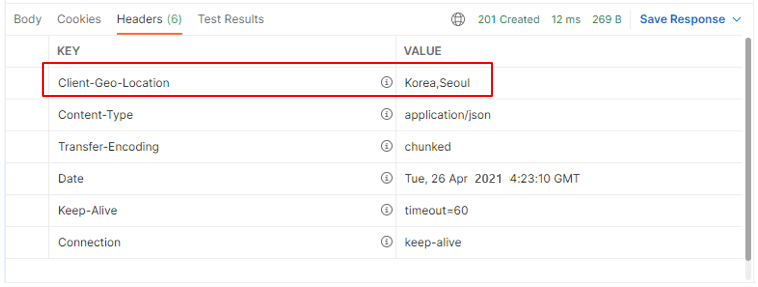 Body Cookies Headers (6) Test Results 201 Created 12 ms 269 B Save Response
KEY VALUE
Client-Geo-Location Korea,Seoul
Content-Type application/json
Transfer-Encoding chunked
Date Tue, 26 Apr 2021 4:23:10 GMT
Keep-Alive timeout=60
Connection keep-alive